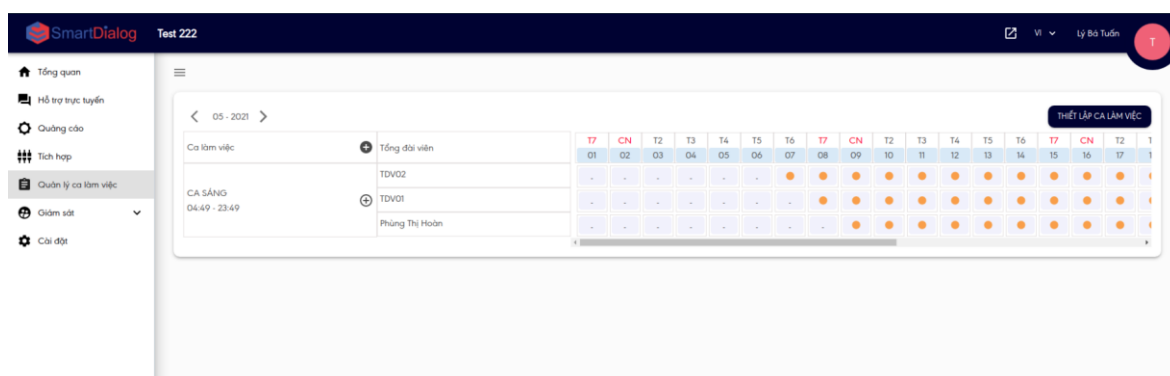 SmartDialog Test 222 VI Lý Bá Tuấn T
Tổng quan
Hỗ trợ trực tuyến
Quảng cáo
Tích hợp
Quản lý ca làm việc
Giám sát
Cài đặt
05 - 2021 THIẾT LẬP CA LÀM VIỆC
Ca làm việc Tổng đài viên T7 CN T2 T3 T4 T5 T6 T7 CN T2 T3 T4 T5 T6 T7 CN T2
01 02 03 04 05 06 07 08 09 10 11 12 13 14 15 16 17
CA SÁNG
04:49 - 23:49
TDV02 - - - - - -
TDV01 - - - - - - -
Phùng Thị Hoàn - - - - - - - -